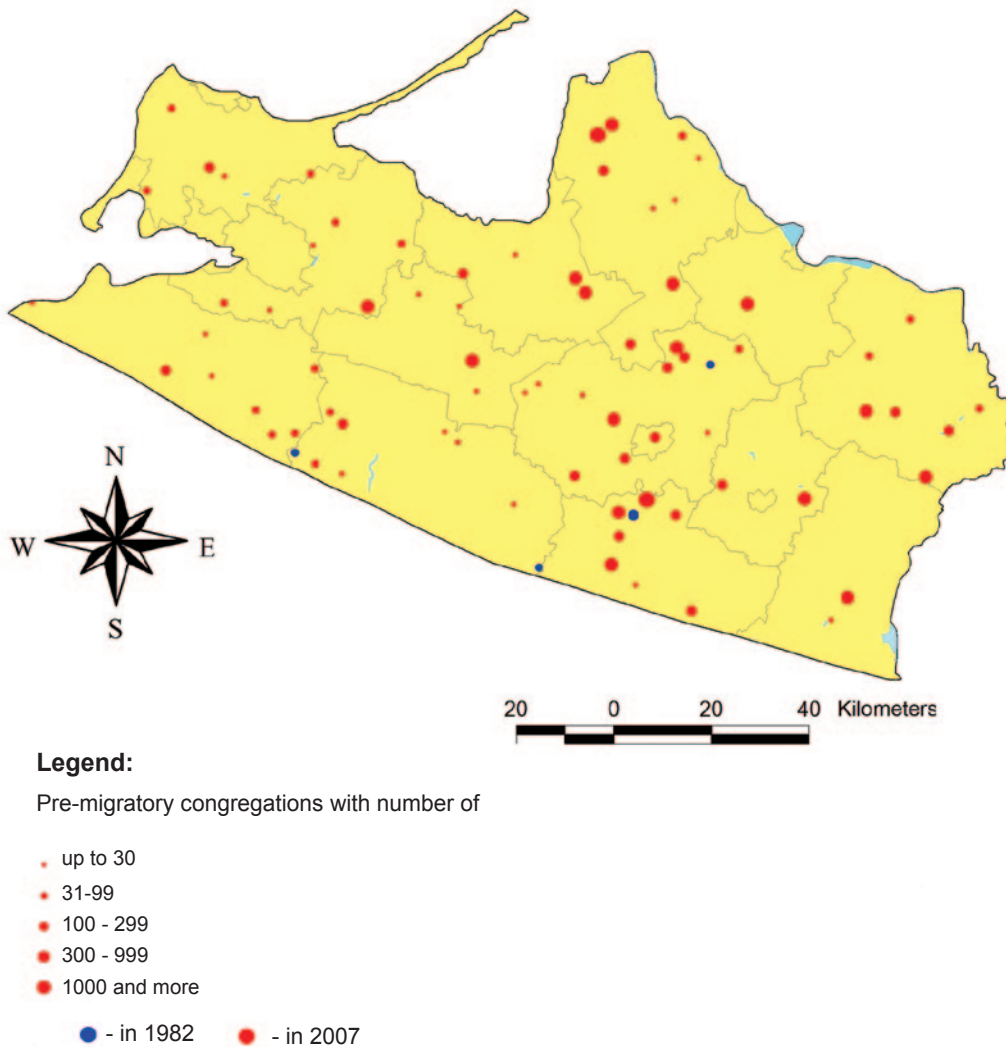 N
W E
S
20 0 20 40 Kilometers
Legend:
Pre-migratory congregations with number of
up to 30
31-99
100 - 299
300 - 999
1000 and more
- in 1982 - in 2007